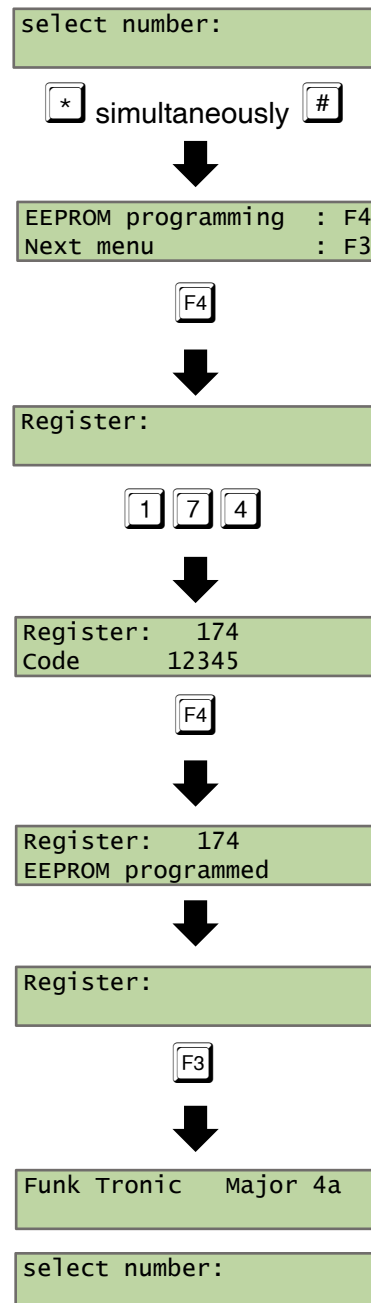 select number:
* simultaneously #
EEPROM programming : F4
Next menu : F3
F4
Register:
1 7 4
Register: 174
Code 12345
F4
Register: 174
EEPROM programmed
Register:
F3
Funk Tronic Major 4a
select number: